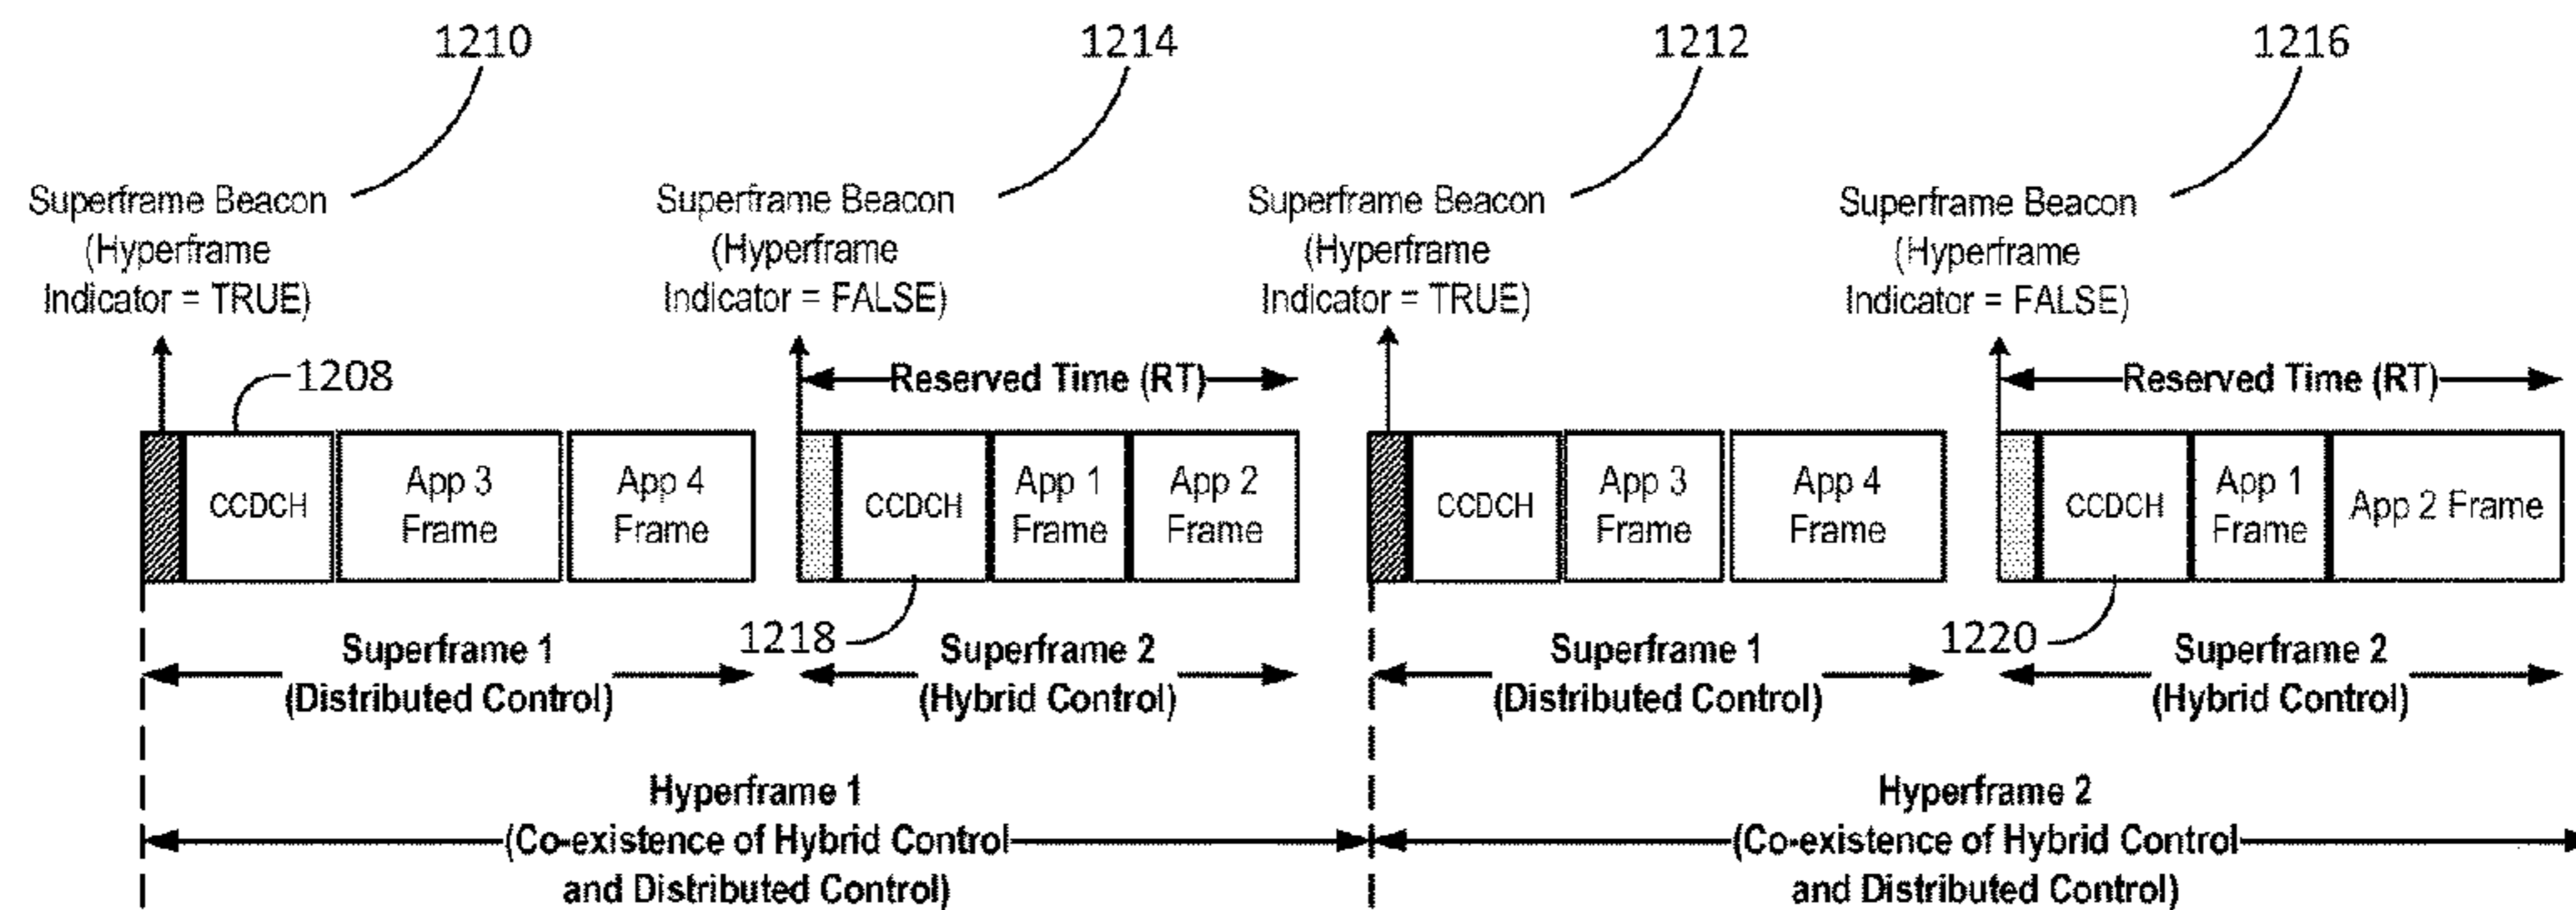 1210
1214
1212
1216
Superframe Beacon
(Hyperframe
Indicator = TRUE)
Superframe Beacon
(Hyperframe
Indicator = FALSE)
Superframe Beacon
(Hyperframe
Indicator = TRUE)
Superframe Beacon
(Hyperframe
Indicator = FALSE)
1208
Reserved Time (RT)
Reserved Time (RT)
CCDCH
App 3
Frame
App 4
Frame
CCDCH
App 1
Frame
App 2
Frame
CCDCH
App 3
Frame
App 4
Frame
CCDCH
App 1
Frame
App 2 Frame
1218
1220
Superframe 1
(Distributed Control)
Superframe 2
(Hybrid Control)
Superframe 1
(Distributed Control)
Superframe 2
(Hybrid Control)
Hyperframe 1
(Co-existence of Hybrid Control
and Distributed Control)
Hyperframe 2
(Co-existence of Hybrid Control
and Distributed Control)